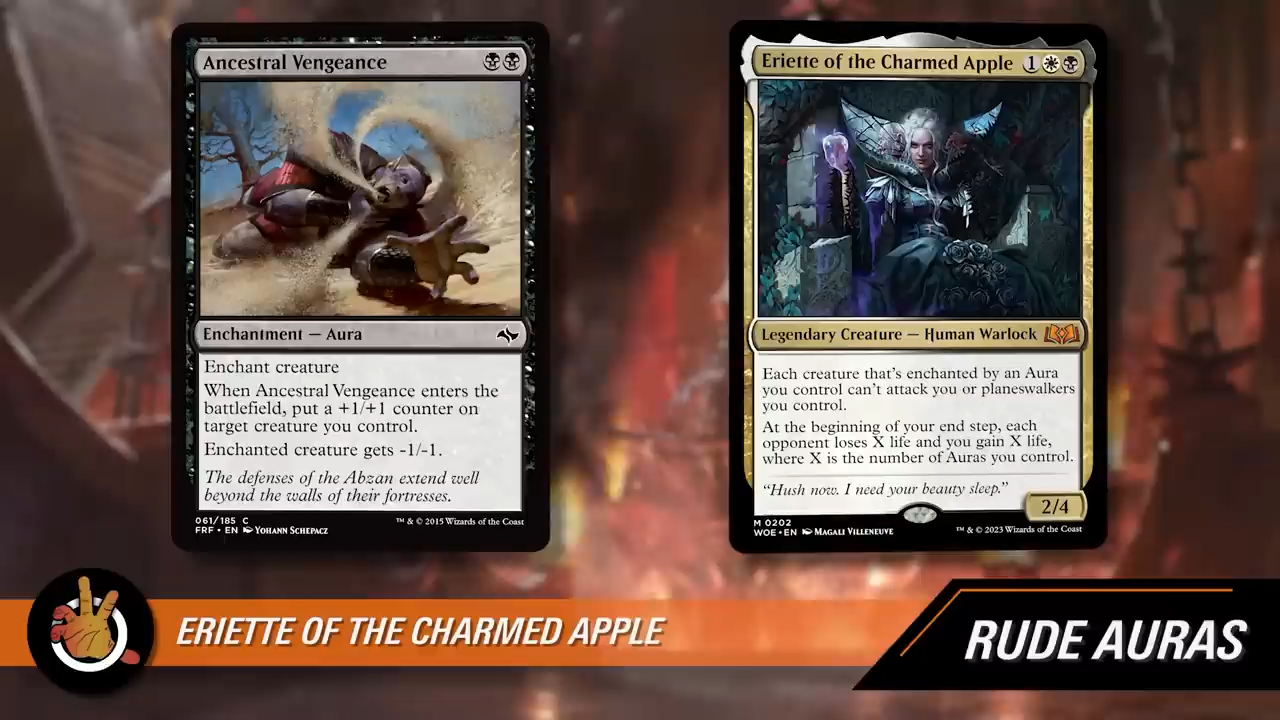 Ancestral Vengeance
Enchantment — Aura
Enchant creature
When Ancestral Vengeance enters the
battlefield, put a +1/+1 counter on
target creature you control.
Enchanted creature gets -1/-1.
The defenses of the Abzan extend well
beyond the walls of their fortresses.
061/185 C
FRF • EN YOHANN SCHEPACZ
™ & © 2015 Wizards of the Coast
Eriette of the Charmed Apple 1
Legendary Creature — Human Warlock
Each creature that's enchanted by an Aura
you control can't attack you or planeswalkers
you control.
At the beginning of your end step, each
opponent loses X life and you gain X life,
where X is the number of Auras you control.
“Hush now. I need your beauty sleep.”
2/4
M 0202
WOE • EN MAGALI VILLENEUVE
™ & © 2023 Wizards of the Coast
ERIETTE OF THE CHARMED APPLE
RUDE AURAS